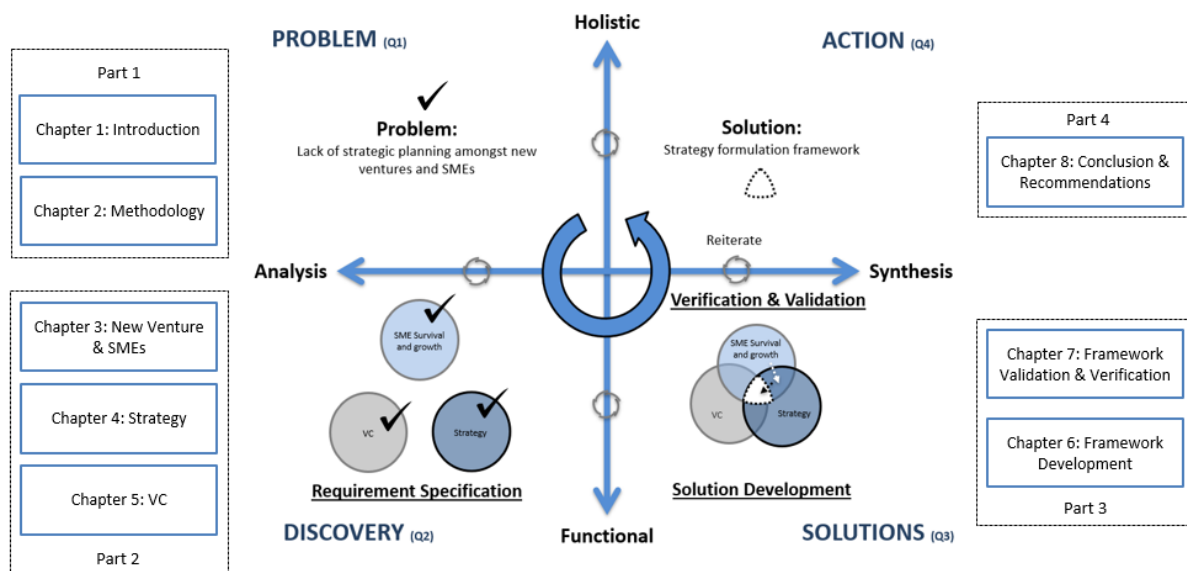 Holistic
PROBLEM (Q1)
ACTION (Q4)
Part 1
Chapter 1: Introduction
Chapter 2: Methodology
Problem:
Lack of strategic planning amongst new
ventures and SMEs
Solution:
Strategy formulation framework
Part 4
Chapter 8: Conclusion &
Recommendations
Reiterate
Analysis
Synthesis
Verification & Validation
Chapter 3: New Venture
& SMEs
Chapter 4: Strategy
Chapter 5: VC
Part 2
SME Survival
and growth
VC
Strategy
Requirement Specification
SME Survival
and growth
VC
Strategy
Solution Development
Chapter 7: Framework
Validation & Verification
Chapter 6: Framework
Development
Part 3
DISCOVERY (Q2)
Functional
SOLUTIONS (Q3)